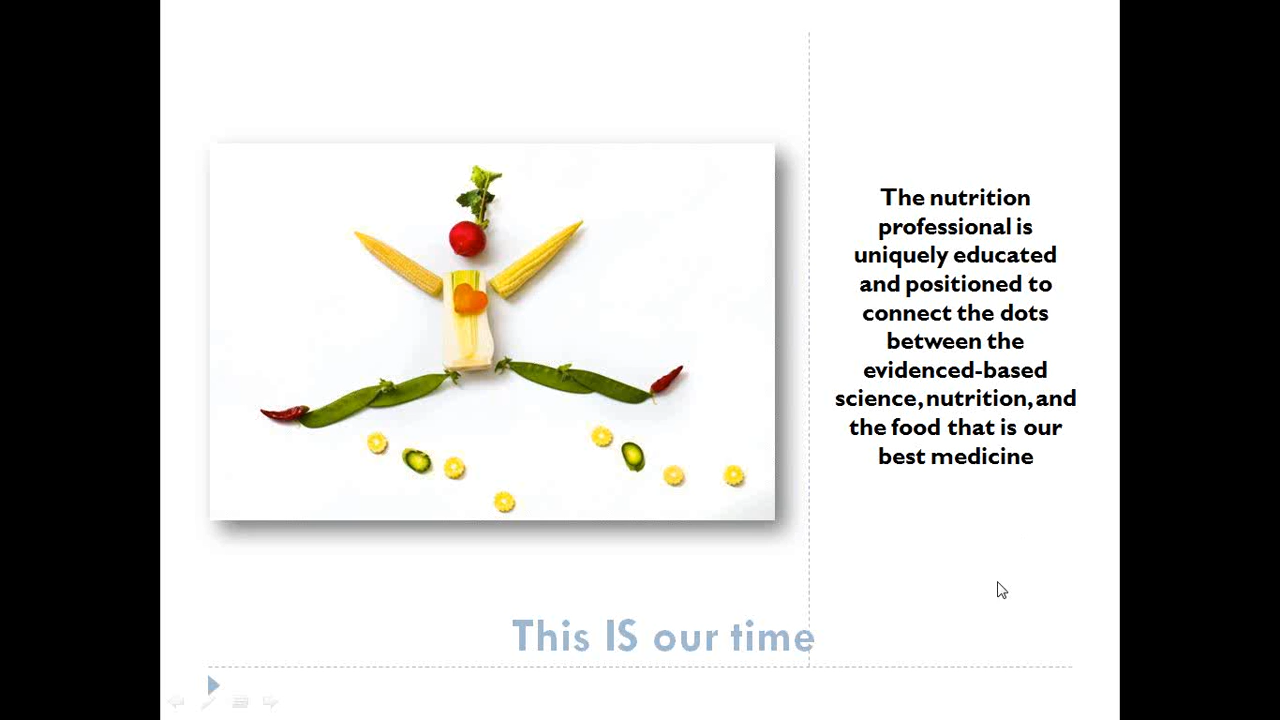 The nutrition
professional is
uniquely educated
and positioned to
connect the dots
between the
evidenced-based
science, nutrition, and
the food that is our
best medicine
This IS our time